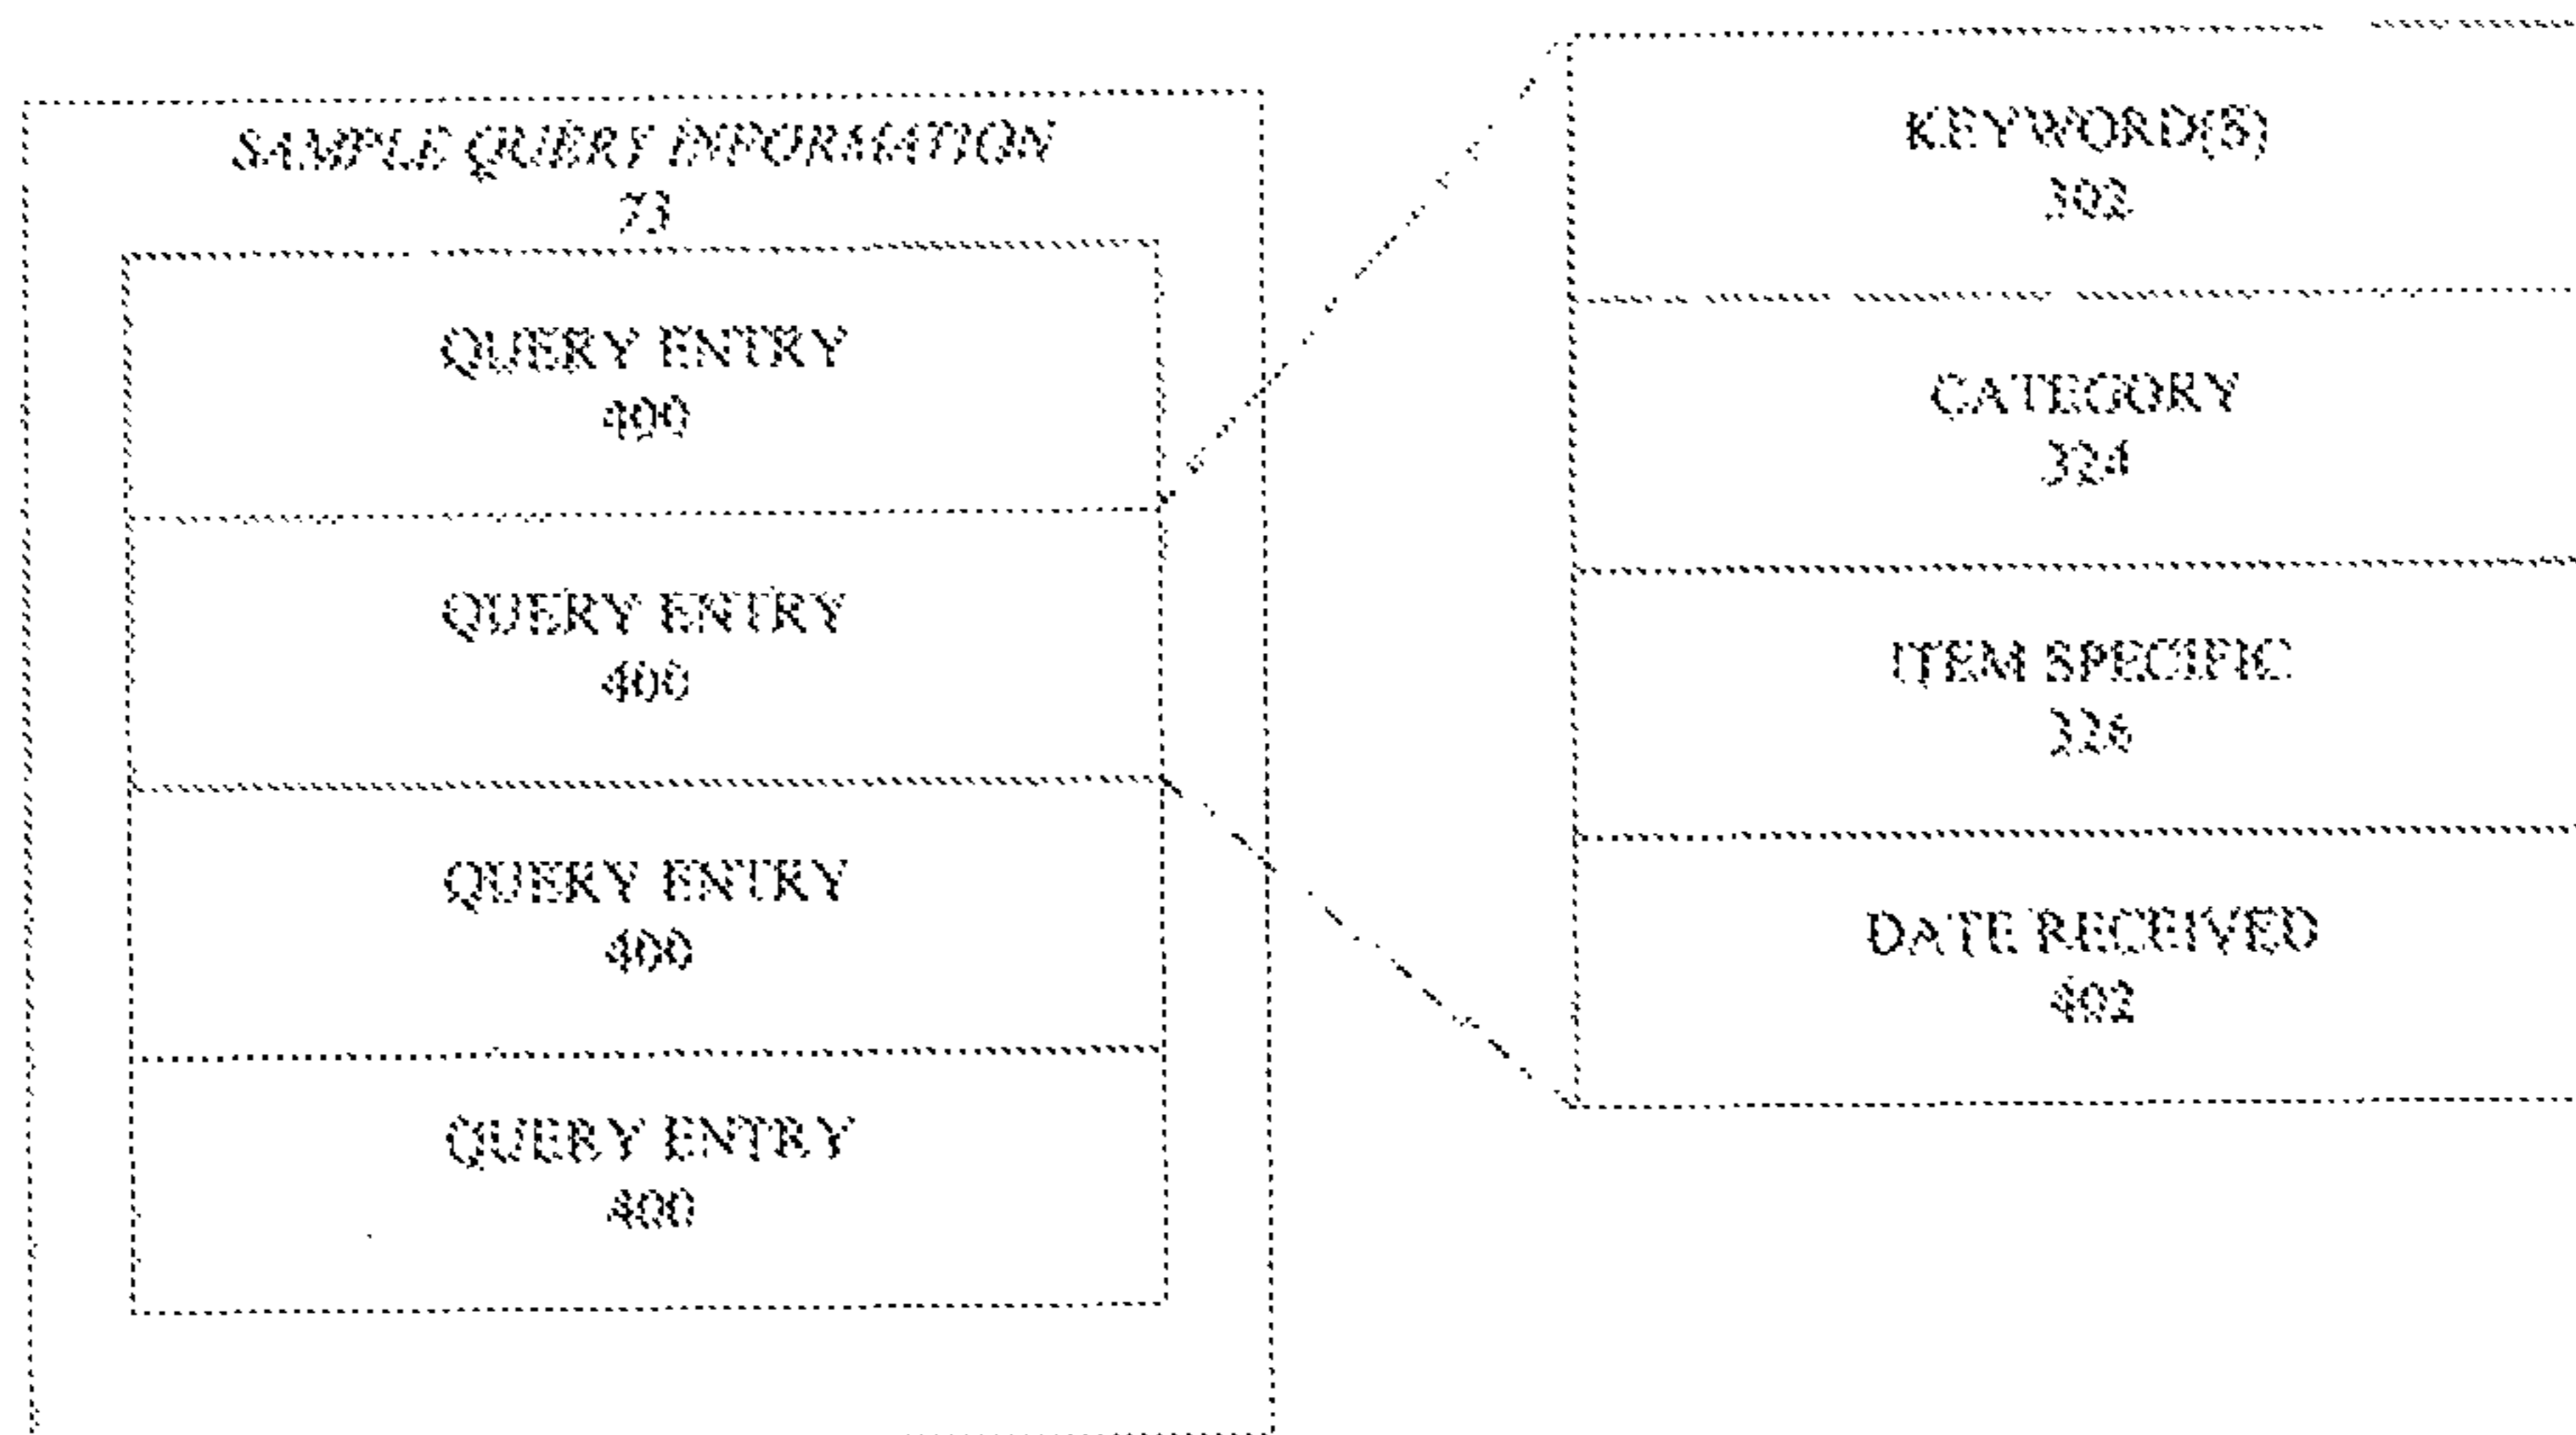 SAMPLE QUERY INFORMATION
73
QUERY ENTRY
400
QUERY ENTRY
400
QUERY ENTRY
400
QUERY ENTRY
400
KEYWORD(S)
302
CATEGORY
324
ITEM SPECIFIC
326
DATE RECEIVED
402